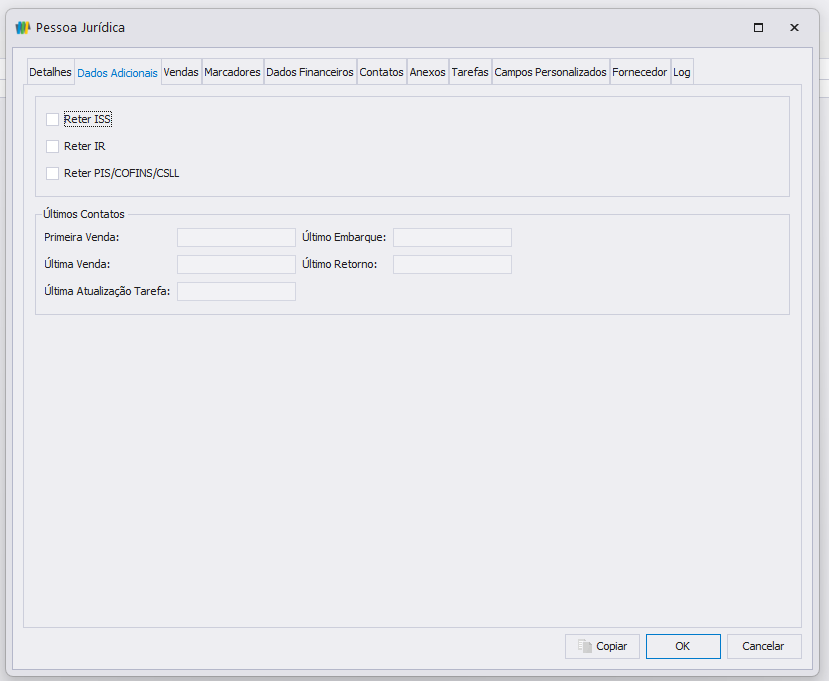 Pessoa Jurídica
Detalhes Dados Adicionais Vendas Marcadores Dados Financeiros Contatos Anexos Tarefas Campos Personalizados Fornecedor Log
Reter ISS
Reter IR
Reter PIS/COFINS/CSLL
Últimos Contatos
Primeira Venda: Último Embarque:
Última Venda: Último Retorno:
Última Atualização Tarefa:
Copiar OK Cancelar